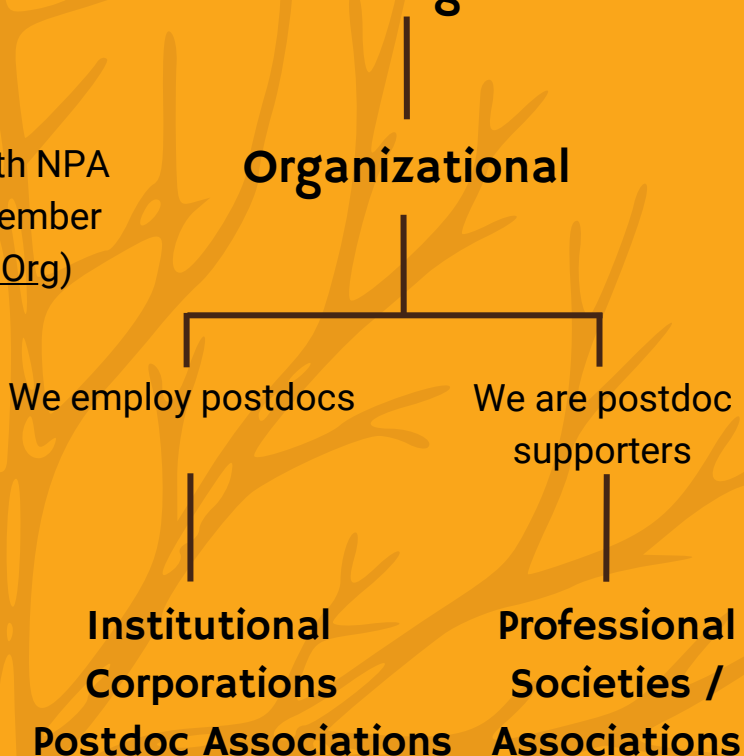 Organizational
th NPA
ember
Org)
We employ postdocs
We are postdoc
supporters
Institutional
Corporations
Postdoc Associations
Professional
Societies /
Associations